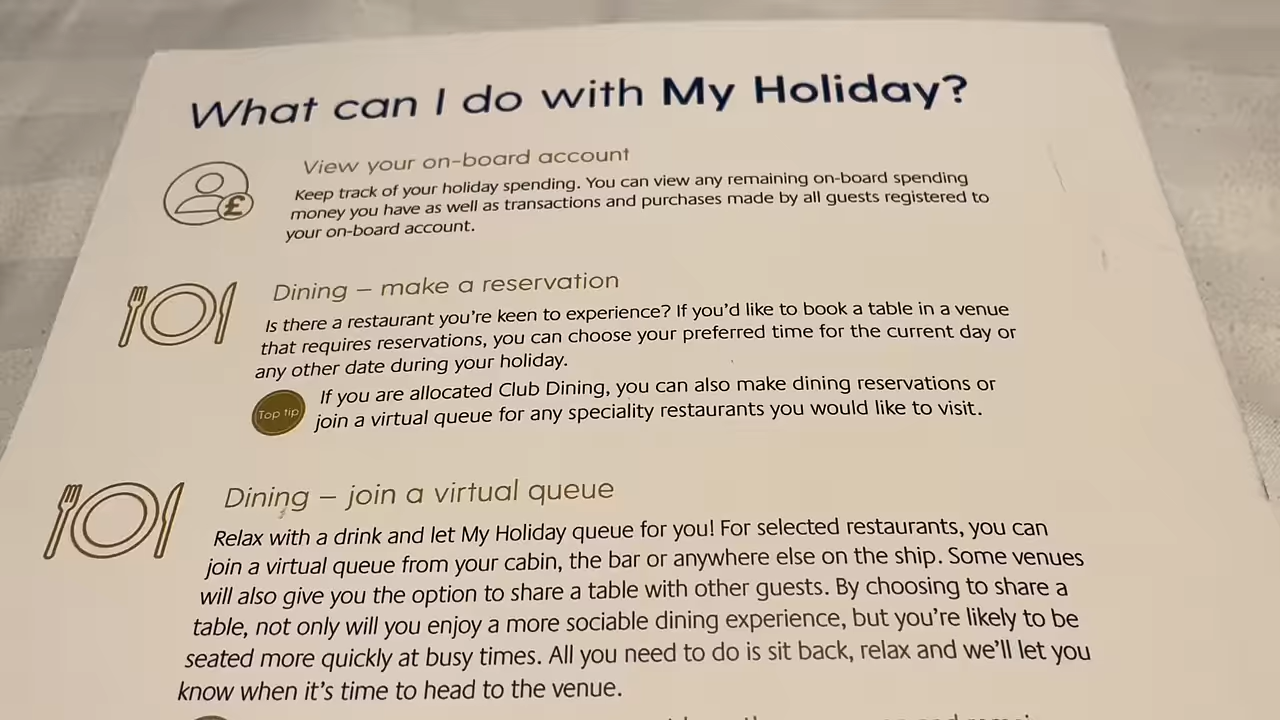 What can I do with My Holiday?
View your on-board account
Keep track of your holiday spending. You can view any remaining on-board spending
money you have as well as transactions and purchases made by all guests registered to
your on-board account.
£
Dining – make a reservation
Is there a restaurant you're keen to experience? If you'd like to book a table in a venue
that requires reservations, you can choose your preferred time for the current day or
any other date during your holiday.
Top tip
If you are allocated Club Dining, you can also make dining reservations or
join a virtual queue for any speciality restaurants you would like to visit.
Dining – join a virtual queue
Relax with a drink and let My Holiday queue for you! For selected restaurants, you can
join a virtual queue from your cabin, the bar or anywhere else on the ship. Some venues
will also give you the option to share a table with other guests. By choosing to share a
table, not only will you enjoy a more sociable dining experience, but you're likely to be
seated more quickly at busy times. All you need to do is sit back, relax and we'll let you
know when it's time to head to the venue.